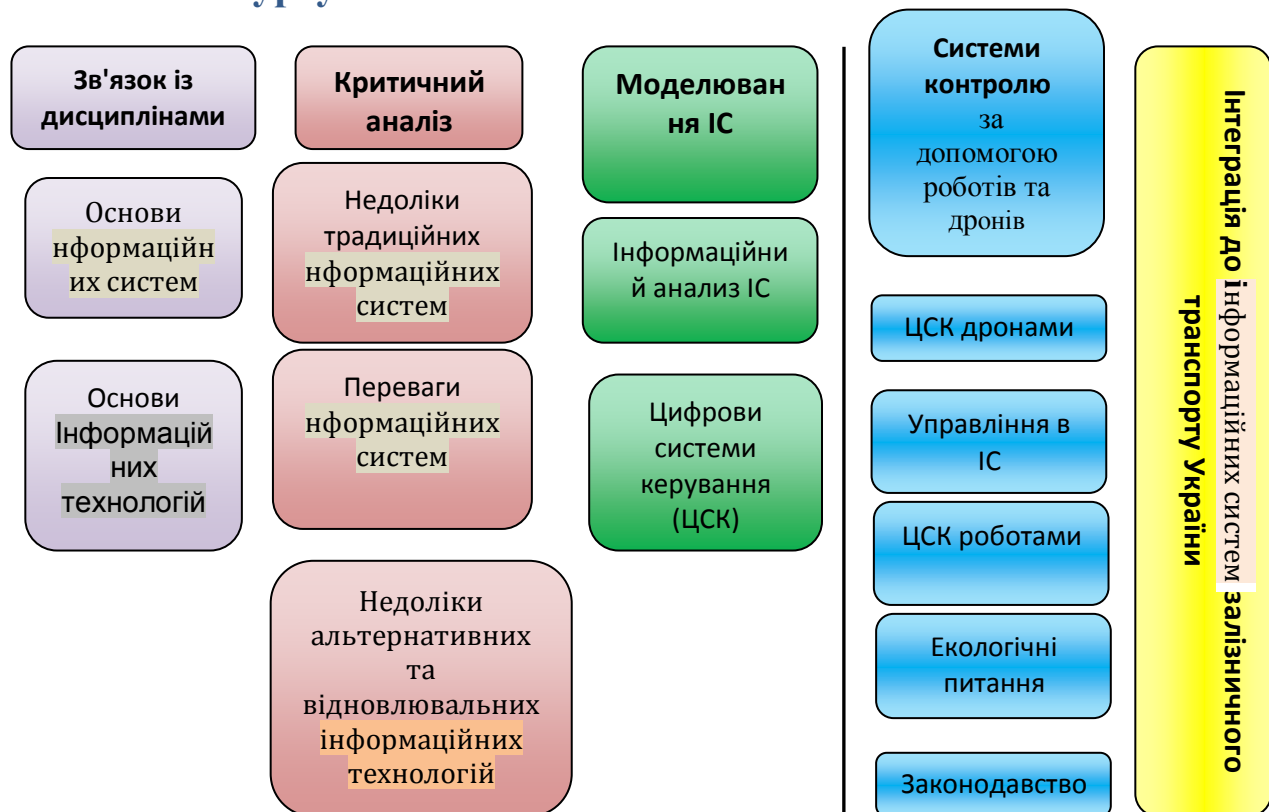 Зв'язок із
дисциплінами
Основи
нформаційн
их систем
Основи
Інформацій
них
технологій
Критичний
аналіз
Недоліки
традиційних
нформаційних
систем
Переваги
нформаційних
систем
Недоліки
альтернативних
та
відновлювальних
інформаційних
технологій
Моделюван
ня ІС
Інформаційни
й анализ ІС
Цифрови
системи
керування
(ЦСК)
Системи
контролю
за
допомогою
роботів та
дронів
ЦСК дронами
Управління в
ІС
ЦСК роботами
Екологічні
питання
Законодавство
Інтеграція до інформаційних систем залізничного
транспорту України